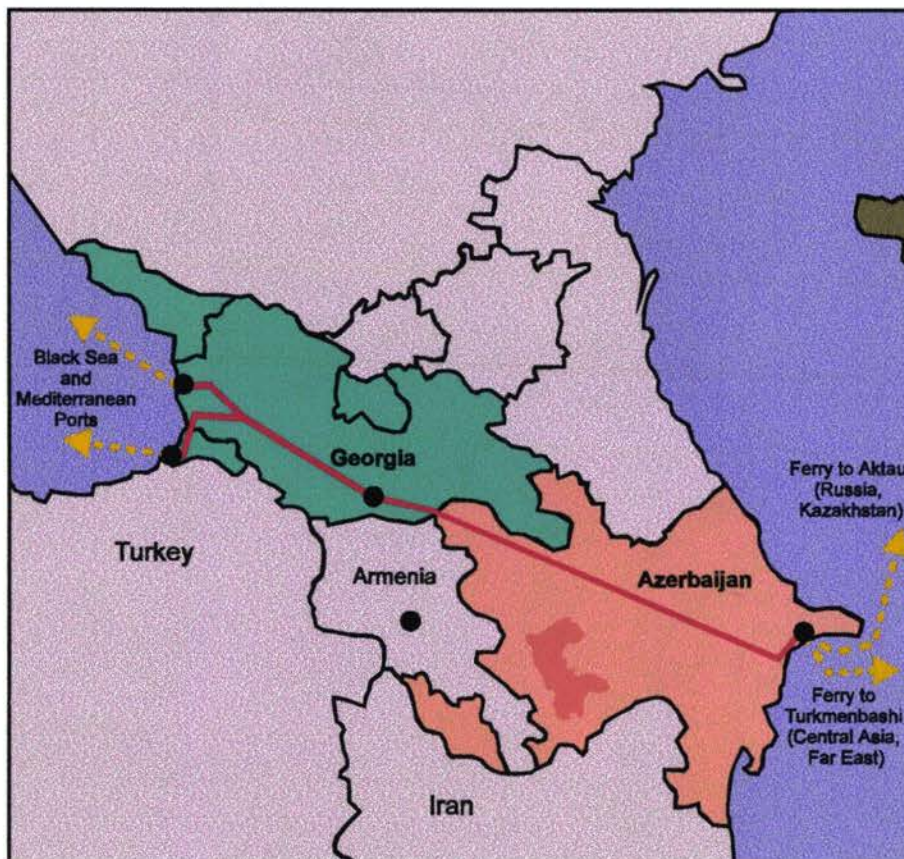 Black Sea
and
Mediterranean
Ports
Georgia
Ferry to Aktau
(Russia,
Kazakhstan)
Turkey
Armenia
Azerbaijan
Ferry to
Turkmenbashi
(Central Asia,
Far East)
Iran